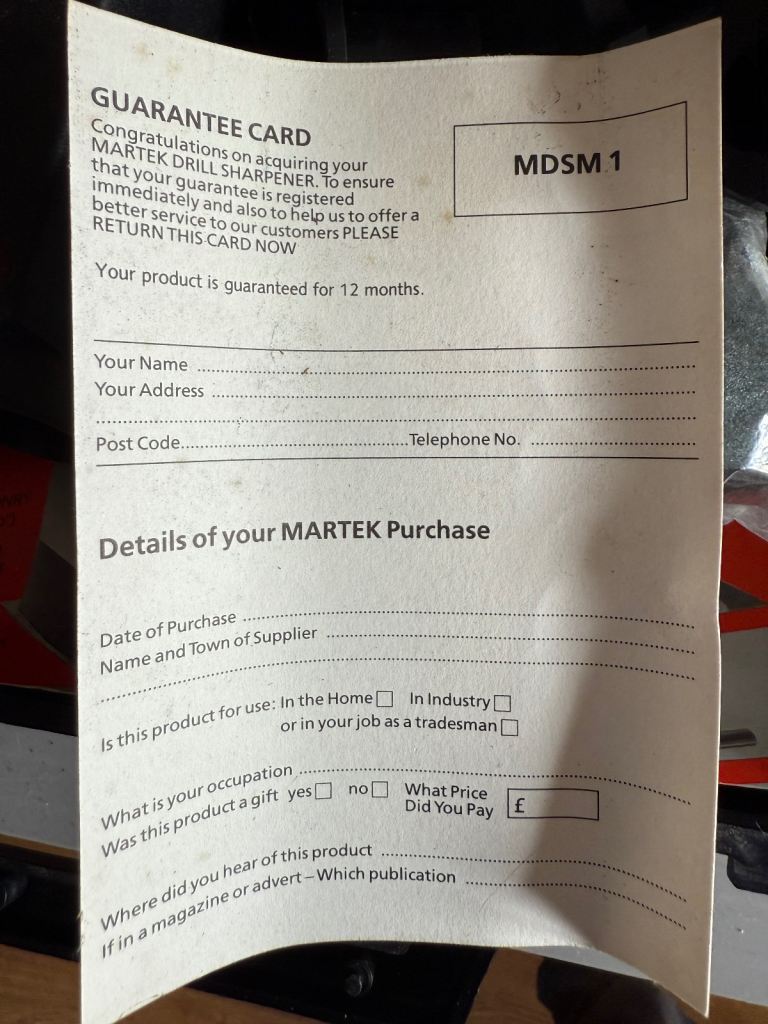 GUARANTEE CARD
Congratulations on acquiring your
MARTEK DRILL SHARPENER. To ensure
that your guarantee is registered
immediately and also to help us to offer a
better service to our customers PLEASE
RETURN THIS CARD NOW
MDSM 1
Your product is guaranteed for 12 months.
Your Name
Your Address
Post Code Telephone No.
Details of your MARTEK Purchase
Date of Purchase
Name and Town of Supplier
Is this product for use: In the Home In Industry
or in your job as a tradesman
What is your occupation
Was this product a gift yes no What Price
Did You Pay £
Where did you hear of this product
If in a magazine or advert – Which publication